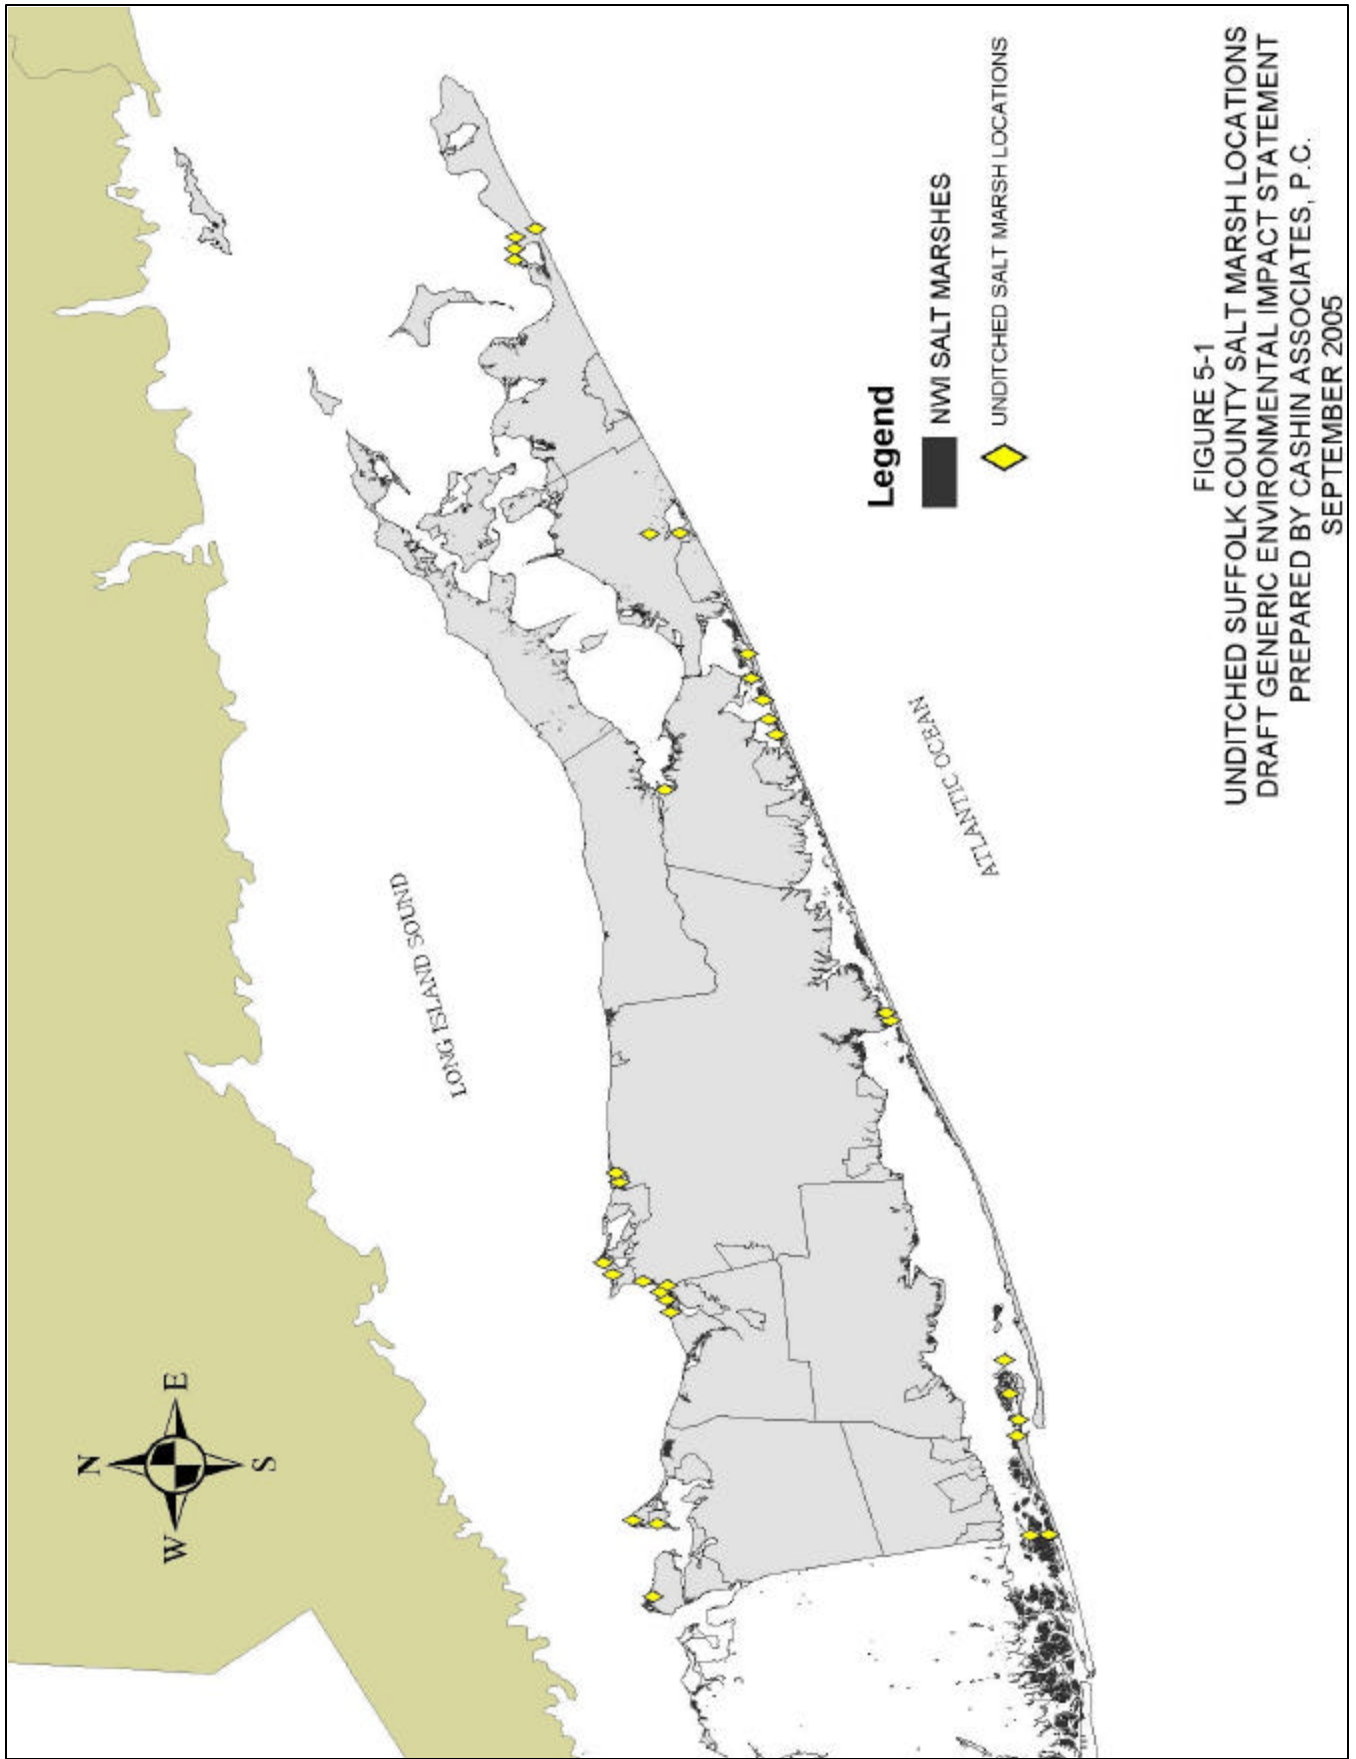 N
W
E
S
LONG ISLAND SOUND
ATLANTIC OCEAN
Legend
NWI SALT MARSHES
UNDITCHED SALT MARSH LOCATIONS
FIGURE 5-1
UNDITCHED SUFFOLK COUNTY SALT MARSH LOCATIONS
DRAFT GENERIC ENVIRONMENTAL IMPACT STATEMENT
PREPARED BY CASHIN ASSOCIATES, P.C.
SEPTEMBER 2005